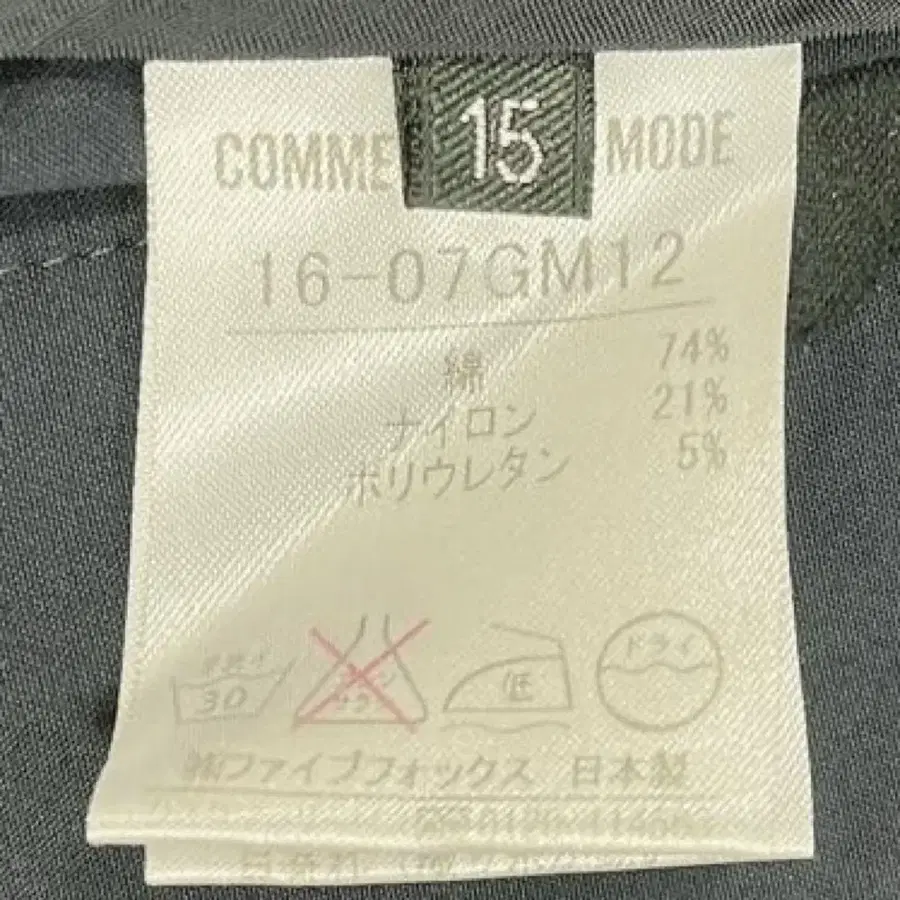 COMME 15 MODE
16-07GM12
綿 74%
ナイロン 21%
ポリウレタン 5%
30 低 ドライ
㈱ファイブフォックス 日本製